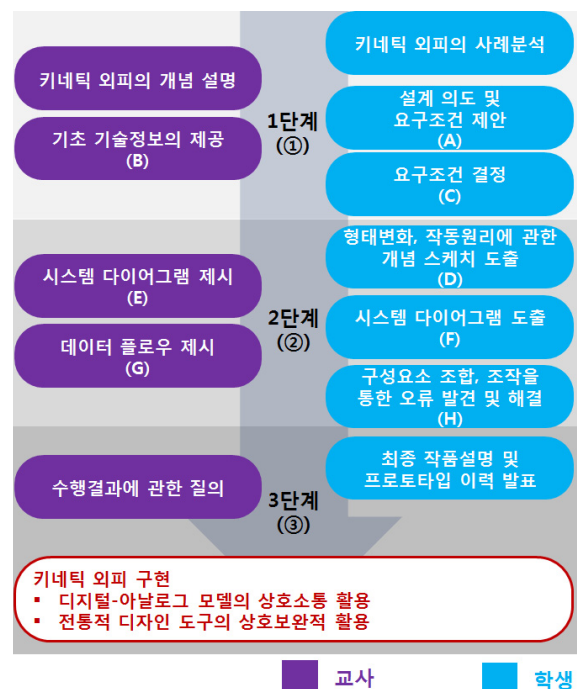 키네틱 외피의 개념 설명
기초 기술정보의 제공
(B)
1단계
(①)
키네틱 외피의 사례분석
설계 의도 및
요구조건 제안
(A)
요구조건 결정
(C)
시스템 다이어그램 제시
(E)
데이터 플로우 제시
(G)
2단계
(②)
형태변화, 작동원리에 관한
개념 스케치 도출
(D)
시스템 다이어그램 도출
(F)
구성요소 조합, 조작을
통한 오류 발견 및 해결
(H)
수행결과에 관한 질의
3단계
(③)
최종 작품설명 및
프로토타입 이력 발표
키네틱 외피 구현
▪ 디지털-아날로그 모델의 상호소통 활용
▪ 전통적 디자인 도구의 상호보완적 활용
교사
학생